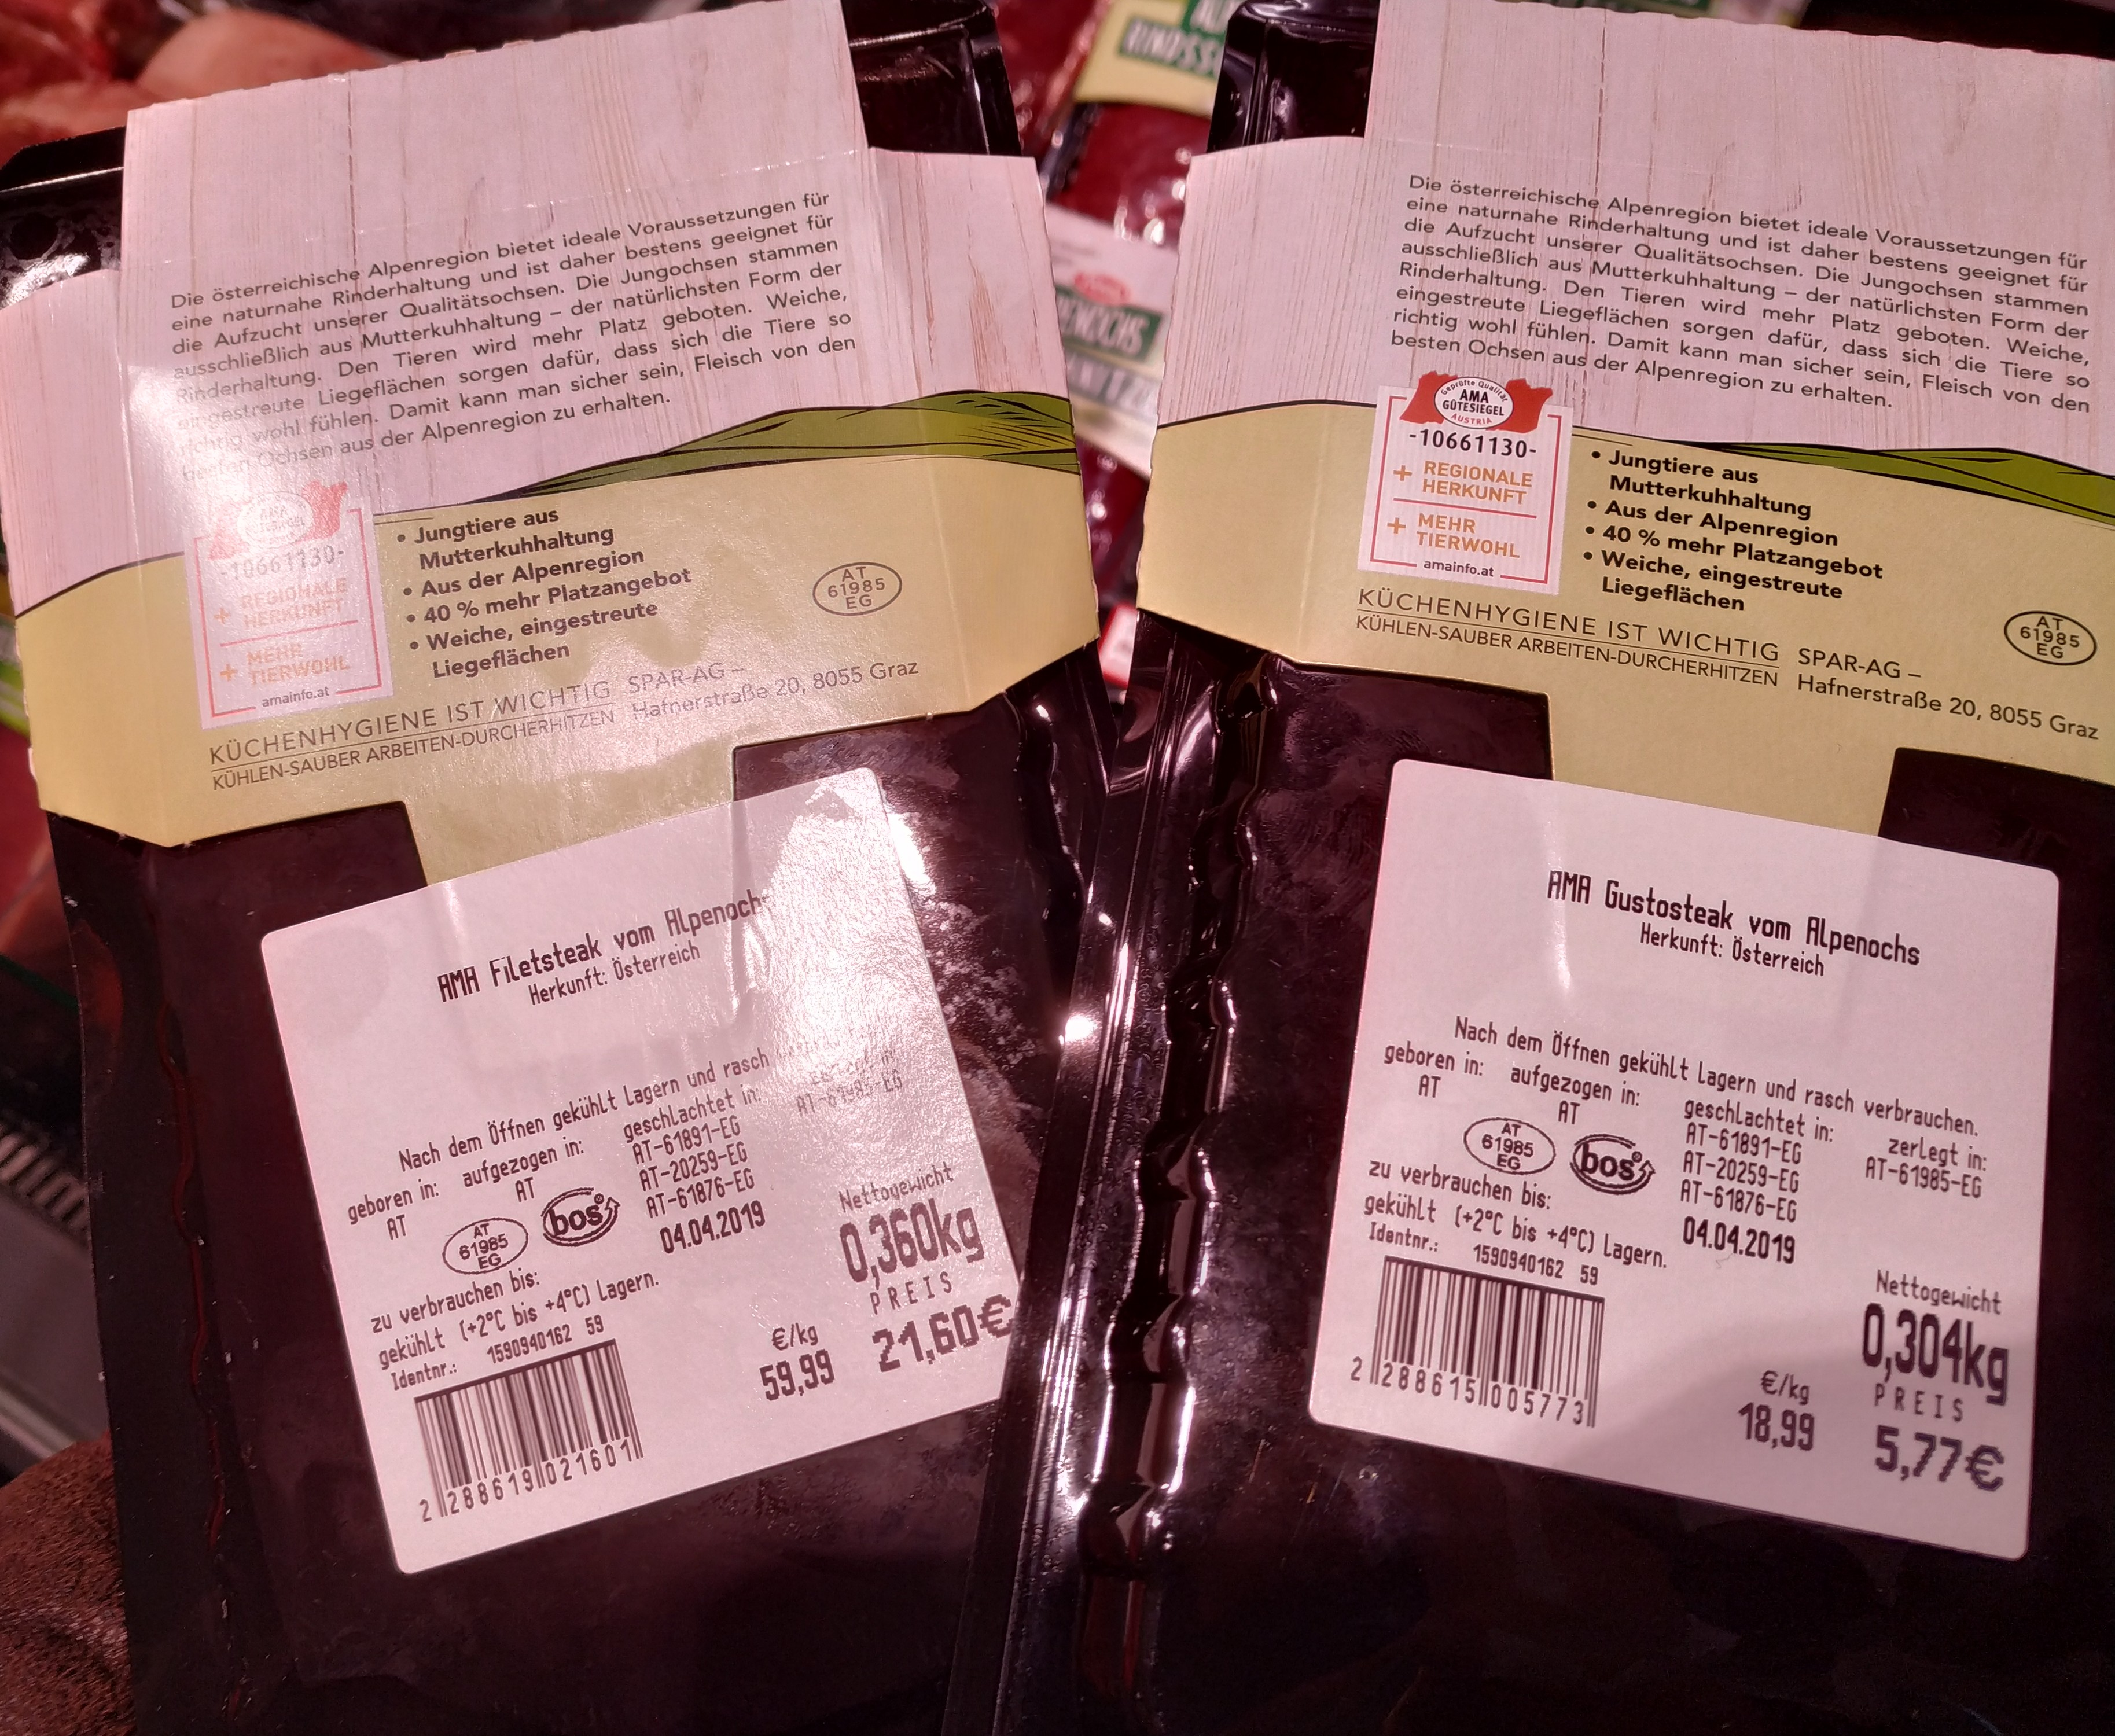 Die österreichische Alpenregion bietet ideale Voraussetzungen für
eine naturnahe Rinderhaltung und ist daher bestens geeignet für
die Aufzucht unserer Qualitätsochsen. Die Jungochsen stammen
ausschließlich aus Mutterkuhhaltung – der natürlichsten Form der
Rinderhaltung. Den Tieren wird mehr Platz geboten. Weiche,
eingestreute Liegeflächen sorgen dafür, dass sich die Tiere so
richtig wohl fühlen. Damit kann man sicher sein, Fleisch von den
Ochsen aus der Alpenregion zu erhalten.
AMA
GÜTESIEGEL
-10661130-
+ REGIONALE
HERKUNFT
+ MEHR
TIERWOHL
amainfo.at
• Jungtiere aus
Mutterkuhhaltung
• Aus der Alpenregion
• 40 % mehr Platzangebot
• Weiche, eingestreute
Liegeflächen
AT
61985
EG
KÜCHENHYGIENE IST WICHTIG
KÜHLEN-SAUBER ARBEITEN-DURCHERHITZEN
SPAR-AG –
Hafnerstraße 20, 8055 Graz
AMA Filetsteak vom Alpenochs
Herkunft: Österreich
Nach dem Öffnen gekühlt lagern und rasch
geboren in: aufgezogen in: geschlachtet in:
AT AT AT-61891-EG AT-61985-EG
AT-20259-EG
AT-61876-EG
AT
61985
EG
bos®
zu verbrauchen bis: 04.04.2019
gekühlt (+2°C bis +4°C) lagern.
Identnr.: 1590940162 59
Nettogewicht
0,360kg
PREIS
€/kg
59,99 21,60€
2 288619 021601
Die österreichische Alpenregion bietet ideale Voraussetzungen für
eine naturnahe Rinderhaltung und ist daher bestens geeignet für
die Aufzucht unserer Qualitätsochsen. Die Jungochsen stammen
ausschließlich aus Mutterkuhhaltung – der natürlichsten Form der
Rinderhaltung. Den Tieren wird mehr Platz geboten. Weiche,
eingestreute Liegeflächen sorgen dafür, dass sich die Tiere so
richtig wohl fühlen. Damit kann man sicher sein, Fleisch von den
besten Ochsen aus der Alpenregion zu erhalten.
Geprüfte Qualität
AMA
GÜTESIEGEL
AUSTRIA
-10661130-
+ REGIONALE
HERKUNFT
+ MEHR
TIERWOHL
amainfo.at
• Jungtiere aus
Mutterkuhhaltung
• Aus der Alpenregion
• 40 % mehr Platzangebot
• Weiche, eingestreute
Liegeflächen
AT
61985
EG
KÜCHENHYGIENE IST WICHTIG
KÜHLEN-SAUBER ARBEITEN-DURCHERHITZEN
SPAR-AG –
Hafnerstraße 20, 8055 Graz
AMA Gustosteak vom Alpenochs
Herkunft: Österreich
Nach dem Öffnen gekühlt lagern und rasch verbrauchen.
geboren in: aufgezogen in: geschlachtet in: zerlegt in:
AT AT AT-61891-EG AT-61985-EG
AT-20259-EG
AT-61876-EG
AT
61985
EG
bos®
zu verbrauchen bis: 04.04.2019
gekühlt (+2°C bis +4°C) lagern.
Identnr.: 1590940162 59
Nettogewicht
0,304kg
PREIS
€/kg
18,99 5,77€
2 288615 005773